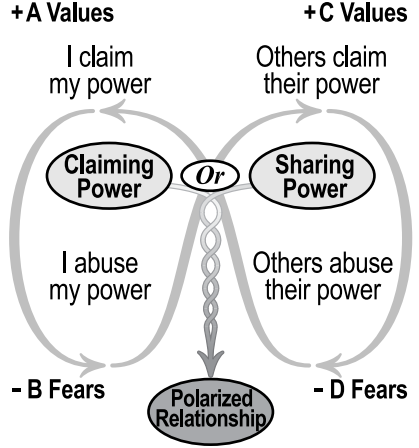 +A Values
+C Values
I claim
my power
Others claim
their power
Claiming
Power
Or
Sharing
Power
I abuse
my power
Others abuse
their power
– B Fears
– D Fears
Polarized
Relationship